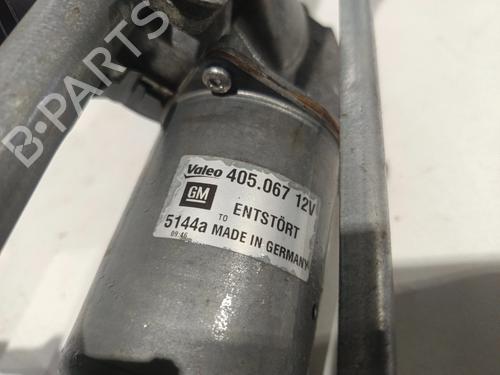 B-PARTS
Valeo 405.067 12V
GM TO ENTSTÖRT
5144a MADE IN GERMANY
09:46